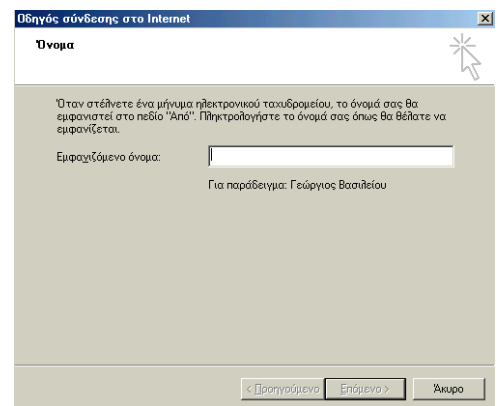 Οδηγός σύνδεσης στο Internet
Όνομα
Όταν στέλνετε ένα μήνυμα ηλεκτρονικού ταχυδρομείου, το όνομά σας θα
εμφανιστεί στο πεδίο "Από". Πληκτρολογήστε το όνομά σας όπως θα θέλατε να
εμφανίζεται.
Εμφανιζόμενο όνομα:
Για παράδειγμα: Γεώργιος Βασιλείου
< Προηγούμενο
Επόμενο >
Άκυρο